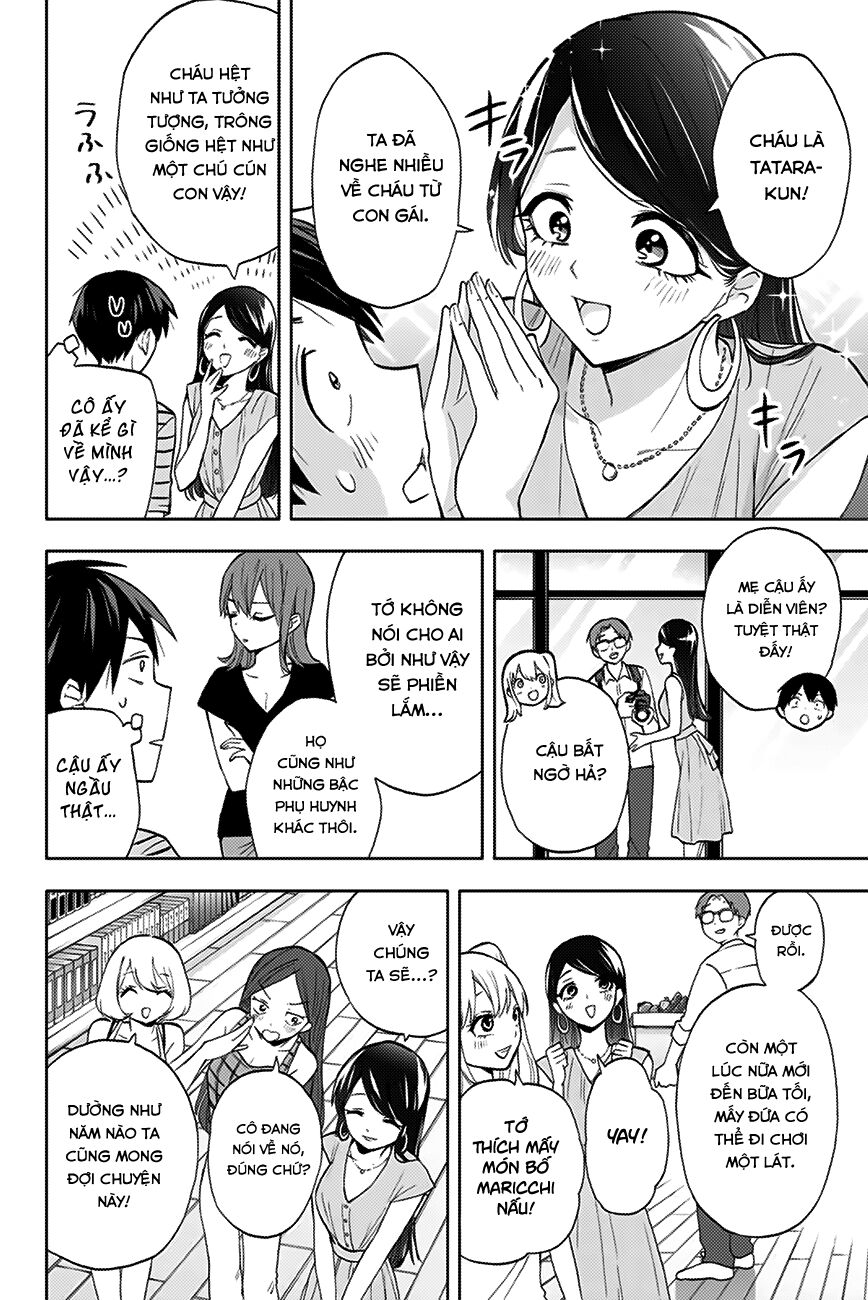 CHÁU LÀ
TATARA-
KUN!
TA ĐÃ
NGHE NHIỀU
VỀ CHÁU TỪ
CON GÁI.
CHÁU HỆT
NHƯ TA TƯỞNG
TƯỢNG, TRÔNG
GIỐNG HỆT NHƯ
MỘT CHÚ CÚN
CON VẬY!
うふふ
CÔ ẤY
ĐÃ KỂ GÌ
VỀ MÌNH
VẬY...?
MẸ CẬU ẤY
LÀ DIỄN VIÊN?
TUYỆT THẬT
ĐẤY!
CẬU BẤT
NGỜ HẢ?
TỚ KHÔNG
NÓI CHO AI
BỞI NHƯ VẬY
SẼ PHIỀN
LẮM...
HỌ
CŨNG NHƯ
NHỮNG BẬC
PHỤ HUYNH
KHÁC THÔI.
CẬU ẤY
NGẦU
THẬT...
ĐƯỢC
RỒI.
CÒN MỘT
LÚC NỮA MỚI
ĐẾN BỮA TỐI,
MẤY ĐỨA CÓ
THỂ ĐI CHƠI
MỘT LÁT.
YAY!
TỚ
THÍCH MẤY
MÓN BỐ
MARICCHI
NẤU!
VẬY
CHÚNG
TA SẼ...?
CÔ ĐANG
NÓI VỀ NÓ,
ĐÚNG CHỨ?
DƯỜNG NHƯ
NĂM NÀO TA
CŨNG MONG
ĐỢI CHUYỆN
NÀY!